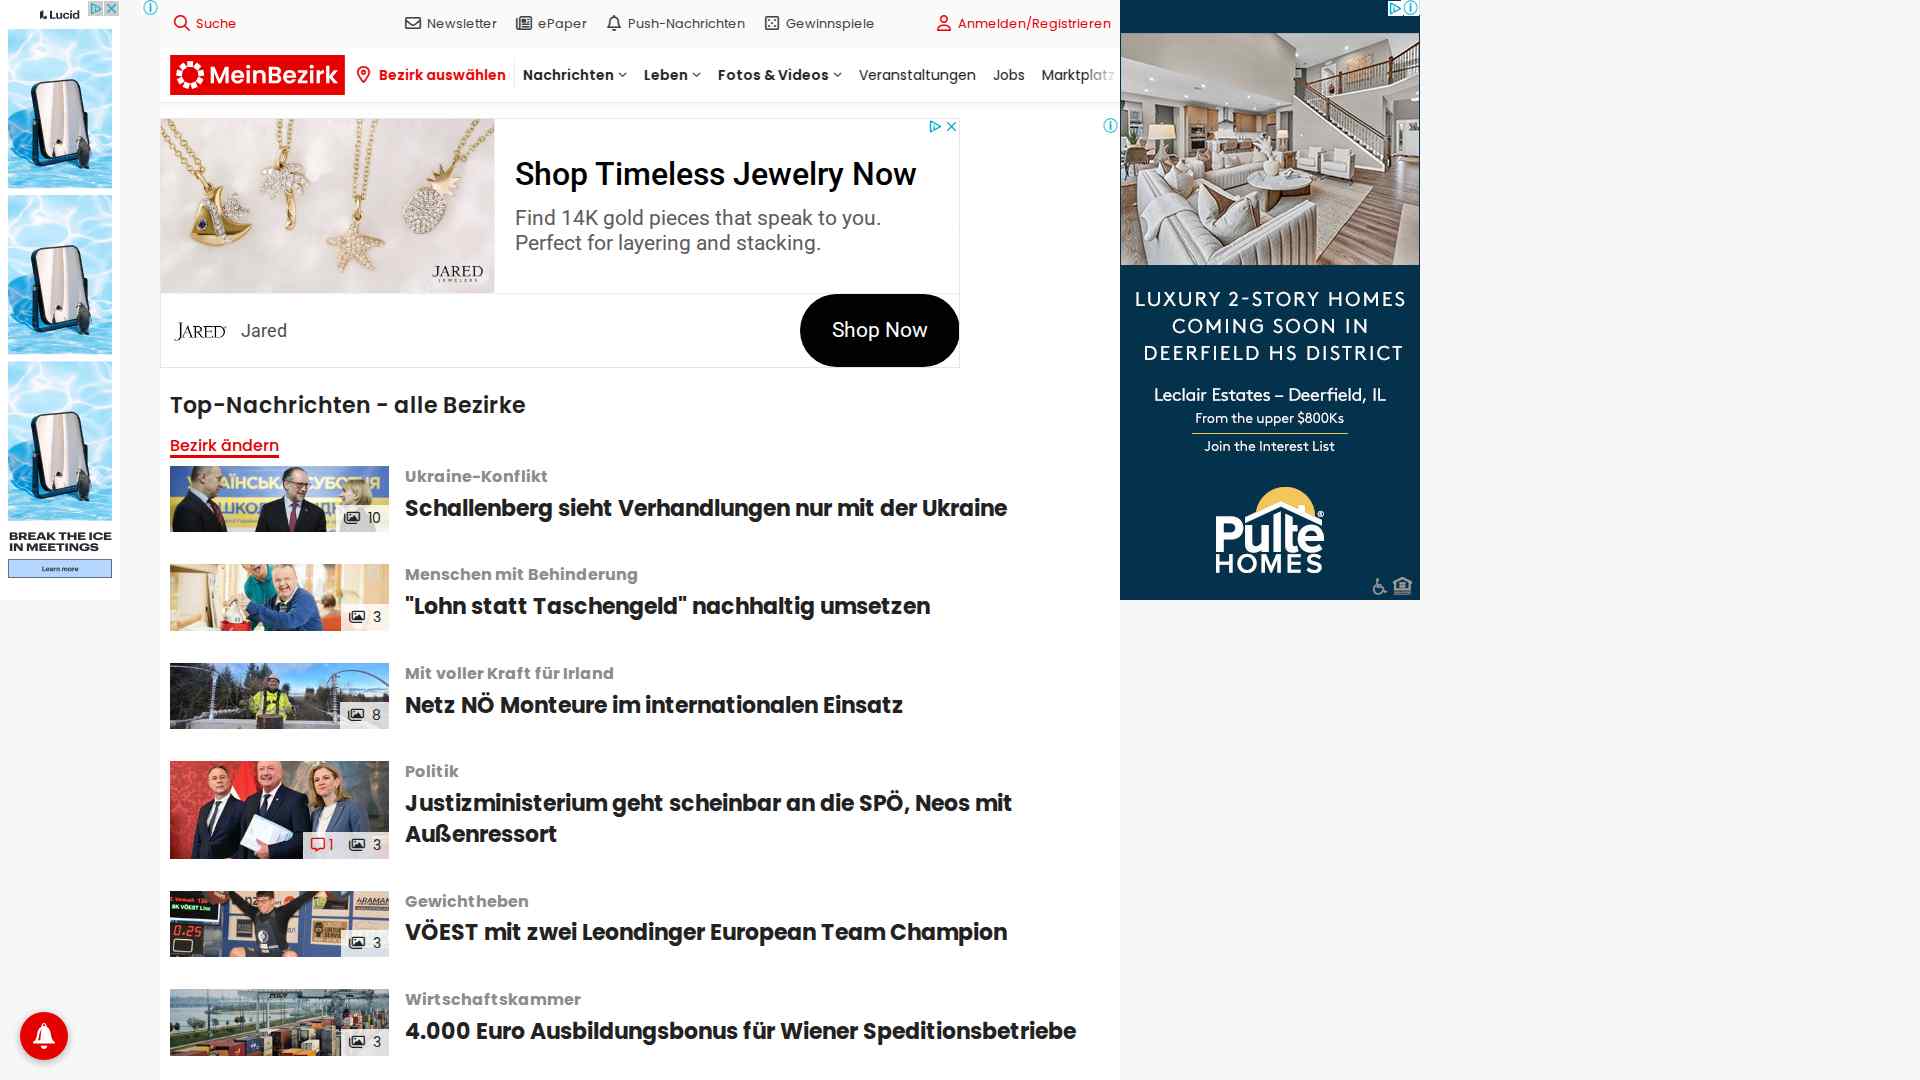 Lucid
Suche
Newsletter
ePaper
Push-Nachrichten
Gewinnspiele
Anmelden/Registrieren
MeinBezirk
Bezirk auswählen
Nachrichten
Leben
Fotos & Videos
Veranstaltungen
Jobs
Marktplatz
Shop Timeless Jewelry Now
Find 14K gold pieces that speak to you.
Perfect for layering and stacking.
JARED
JEWELERS
JARED
Jared
Shop Now
BREAK THE ICE
IN MEETINGS
Learn more
LUXURY 2-STORY HOMES
COMING SOON IN
DEERFIELD HS DISTRICT
Leclair Estates – Deerfield, IL
From the upper $800Ks
Join the Interest List
Pulte®
HOMES
Top-Nachrichten - alle Bezirke
Bezirk ändern
10
Ukraine-Konflikt
Schallenberg sieht Verhandlungen nur mit der Ukraine
3
Menschen mit Behinderung
"Lohn statt Taschengeld" nachhaltig umsetzen
8
Mit voller Kraft für Irland
Netz NÖ Monteure im internationalen Einsatz
1
3
Politik
Justizministerium geht scheinbar an die SPÖ, Neos mit
Außenressort
0.25
3
Gewichtheben
VÖEST mit zwei Leondinger European Team Champion
3
Wirtschaftskammer
4.000 Euro Ausbildungsbonus für Wiener Speditionsbetriebe